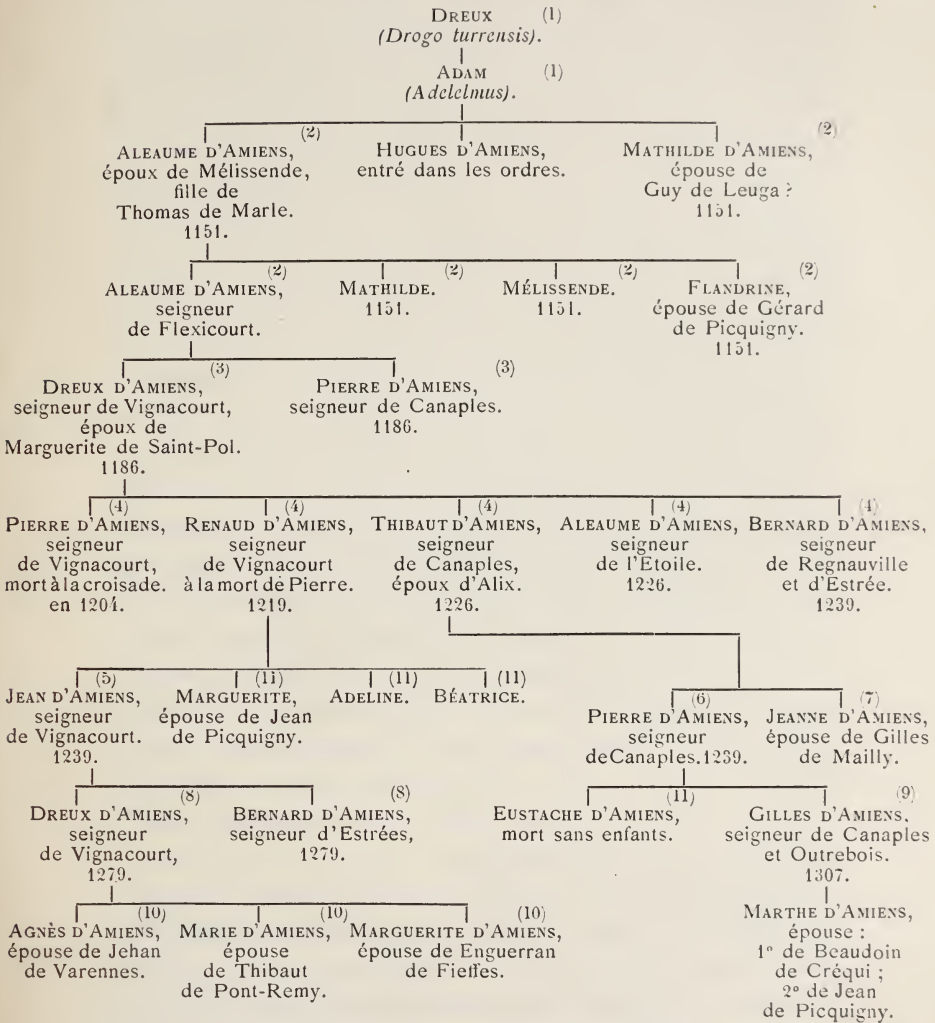 DREUX (1)
(Drogo turrensis).
ADAM (1)
(Adelelmus).
(2)
ALEAUME D'AMIENS,
époux de Mélissende,
fille de
Thomas de Marle.
1151.
HUGUES D'AMIENS,
entré dans les ordres.
(2)
MATHILDE D'AMIENS,
épouse de
Guy de Leuga ?
1151.
(2)
ALEAUME D'AMIENS,
seigneur
de Flexicourt.
(2)
MATHILDE.
1151.
(2)
MÉLISSENDE.
1151.
(2)
FLANDRINE,
épouse de Gérard
de Picquigny.
1151.
(3)
DREUX D'AMIENS,
seigneur de Vignacourt,
époux de
Marguerite de Saint-Pol.
1186.
(3)
PIERRE D'AMIENS,
seigneur de Canaples.
1186.
(4)
PIERRE D'AMIENS,
seigneur
de Vignacourt,
mort à la croisade.
en 1204.
(4)
RENAUD D'AMIENS,
seigneur
de Vignacourt
à la mort de Pierre.
1219.
(4)
THIBAUT D'AMIENS,
seigneur
de Canaples,
époux d'Alix.
1226.
(4)
ALEAUME D'AMIENS,
seigneur
de l'Etoile.
1226.
(4)
BERNARD D'AMIENS,
seigneur
de Regnauville
et d'Estrée.
1239.
(5)
JEAN D'AMIENS,
seigneur
de Vignacourt.
1239.
(11)
MARGUERITE,
épouse de Jean
de Picquigny.
(11)
ADELINE.
(11)
BÉATRICE.
(6)
PIERRE D'AMIENS,
seigneur
de Canaples. 1239.
(7)
JEANNE D'AMIENS,
épouse de Gilles
de Mailly.
(8)
DREUX D'AMIENS,
seigneur
de Vignacourt,
1279.
(8)
BERNARD D'AMIENS,
seigneur d'Estrées,
1279.
(11)
EUSTACHE D'AMIENS,
mort sans enfants.
(9)
GILLES D'AMIENS,
seigneur de Canaples
et Outrebois.
1307.
(10)
AGNÈS D'AMIENS,
épouse de Jehan
de Varennes.
(10)
MARIE D'AMIENS,
épouse
de Thibaut
de Pont-Remy.
(10)
MARGUERITE D'AMIENS,
épouse de Enguerran
de Fieffes.
MARTHE D'AMIENS,
épouse :
1º de Beaudoin
de Créqui ;
2º de Jean
de Picquigny.